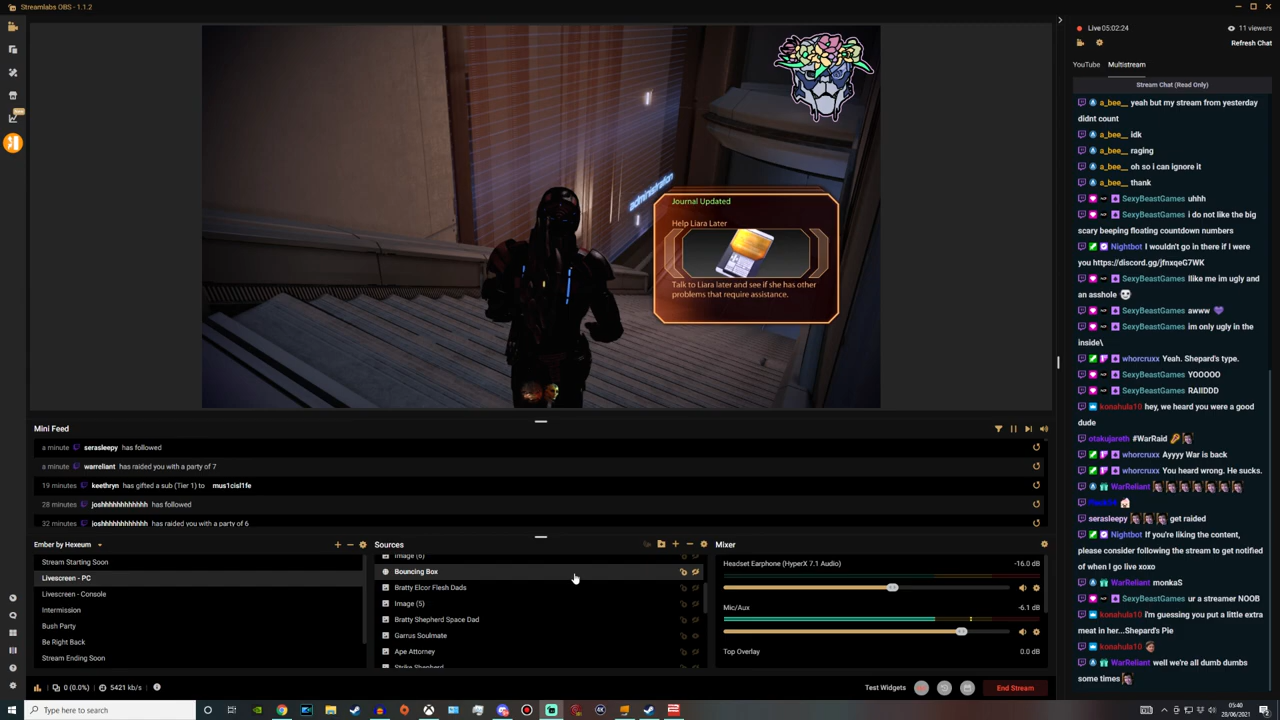 Streamlabs OBS - 1.1.2
administration
Journal Updated
Help Liara Later
Talk to Liara later and see if she has other
problems that require assistance.
Mini Feed
a minute serasleepy has followed
a minute warreliant has raided you with a party of 7
19 minutes keethryn has gifted a sub (Tier 1) to mus1cisl1fe
28 minutes joshhhhhhhhhhh has followed
32 minutes joshhhhhhhhhhh has raided you with a party of 6
Ember by Hexeum
Stream Starting Soon
Livescreen - PC
Livescreen - Console
Intermission
Bush Party
Be Right Back
Stream Ending Soon
Sources
Image (6)
Bouncing Box
Bratty Elcor Flesh Dads
Image (5)
Bratty Shepherd Space Dad
Garrus Soulmate
Ape Attorney
Strike Shepherd
Mixer
Headset Earphone (HyperX 7.1 Audio) -16.0 dB
Mic/Aux -6.1 dB
Top Overlay 0.0 dB
0 (0.0%) 5421 kb/s
Test Widgets
End Stream
Live 05:02:24 11 viewers
Refresh Chat
YouTube Multistream
Stream Chat (Read Only)
a_bee__ yeah but my stream from yesterday
didnt count
a_bee__ idk
a_bee__ raging
a_bee__ oh so i can ignore it
a_bee__ thank
SexyBeastGames uhhh
SexyBeastGames i do not like the big
scary beeping floating countdown numbers
Nightbot I wouldn't go in there if I were
you https://discord.gg/jfnxqeG7WK
SexyBeastGames Ilike me im ugly and
an asshole
SexyBeastGames awww
SexyBeastGames im only ugly in the
inside\
whorcruxx Yeah. Shepard's type.
SexyBeastGames YOOOOO
SexyBeastGames RAIIDDD
konahulx10 hey, we heard you were a good
dude
otakujareth #WarRaid
whorcruxx Ayyyy War is back
whorcruxx You heard wrong. He sucks.
WarReliant
serasleepy get raided
Nightbot If you're liking the content,
please consider following the stream to get notified
of when I go live xoxo
WarReliant monkaS
SexyBeastGames ur a streamer NOOB
konahulx10 i'm guessing you put a little extra
meat in her...Shepard's Pie
konahulx10
WarReliant well we're all dumb dumbs
some times
Type here to search
05:40
28/06/2021